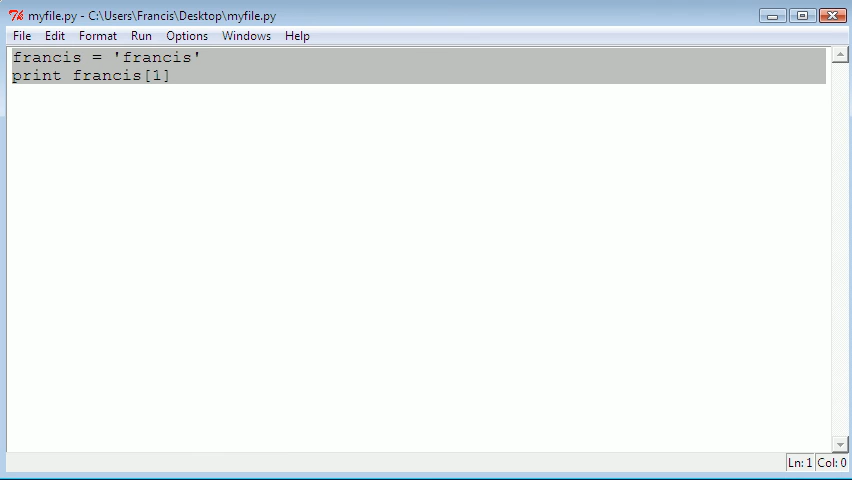 myfile.py - C:\Users\Francis\Desktop\myfile.py
File Edit Format Run Options Windows Help
francis = 'francis'
print francis[1]
Ln: 1 Col: 0